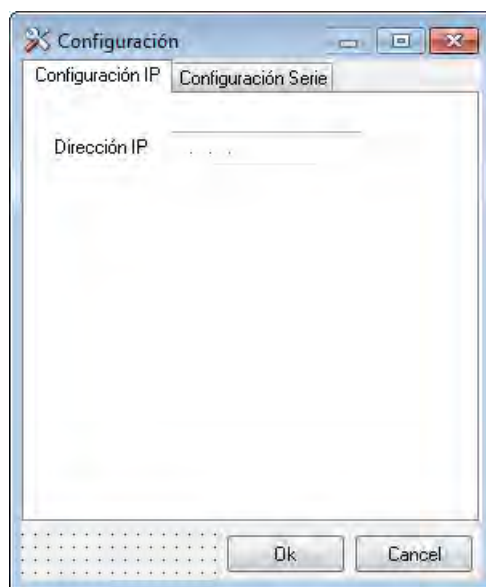 Configuración
Configuración IP
Configuración Serie
Dirección IP . . .
Ok
Cancel